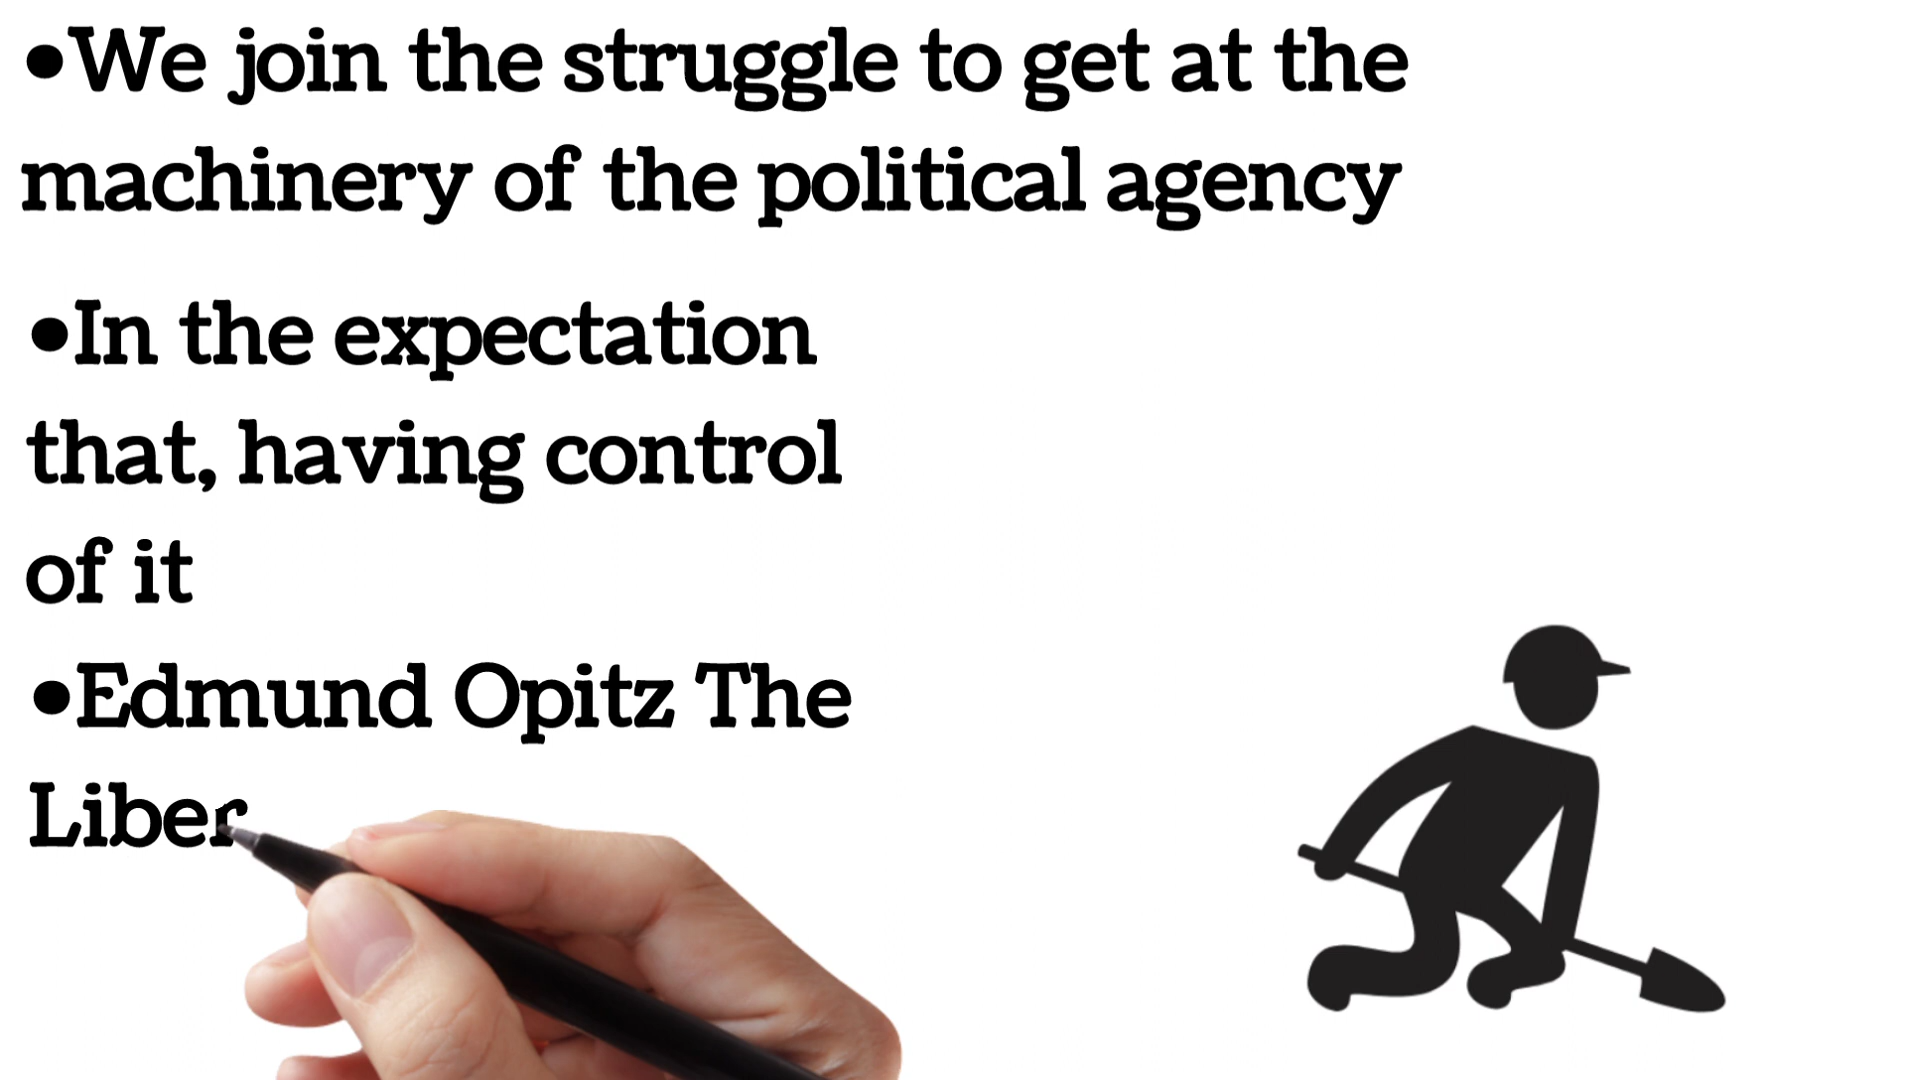 •We join the struggle to get at the
machinery of the political agency
•In the expectation
that, having control
of it
•Edmund Opitz The
Liber